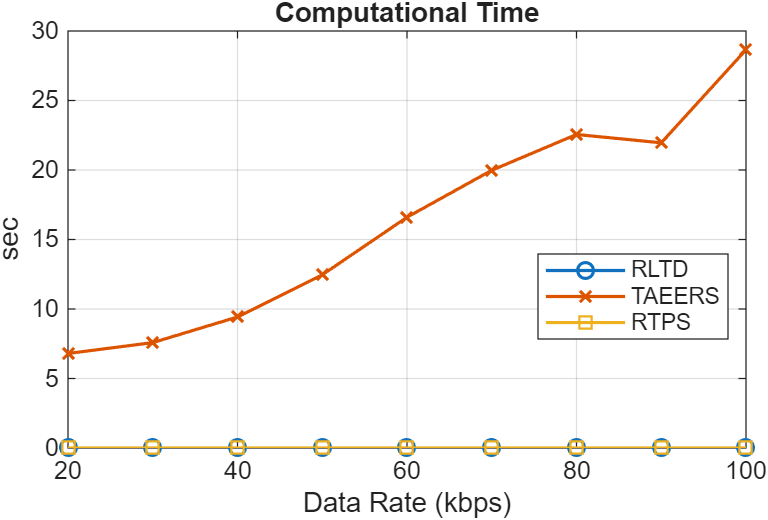 Computational Time
30
25
20
15
10
5
0
sec
RLTD
TAEERS
RTPS
20 40 60 80 100
Data Rate (kbps)